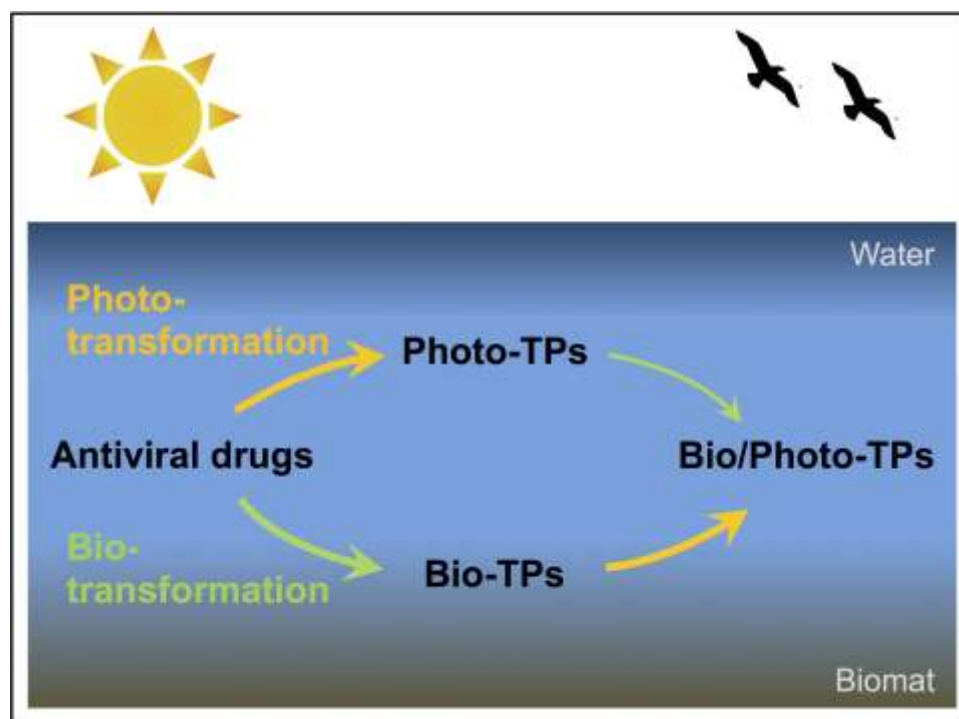 Water
Photo-
transformation
Photo-TPs
Antiviral drugs
Bio/Photo-TPs
Bio-
transformation
Bio-TPs
Biomat